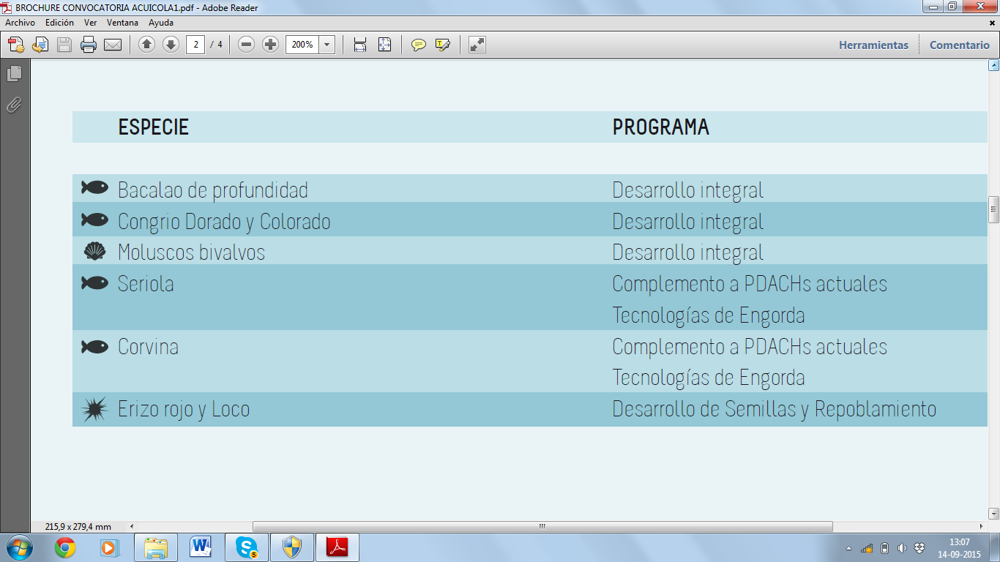 BROCHURE CONVOCATORIA ACUICOLA1.pdf - Adobe Reader
Archivo Edición Ver Ventana Ayuda
2 / 4 200% Herramientas Comentario
ESPECIE PROGRAMA
Bacalao de profundidad Desarrollo integral
Congrio Dorado y Colorado Desarrollo integral
Moluscos bivalvos Desarrollo integral
Seriola Complemento a PDACHs actuales
Tecnologías de Engorda
Corvina Complemento a PDACHs actuales
Tecnologías de Engorda
Erizo rojo y Loco Desarrollo de Semillas y Repoblamiento
215,9 x 279,4 mm
5
13:07
14-09-2015